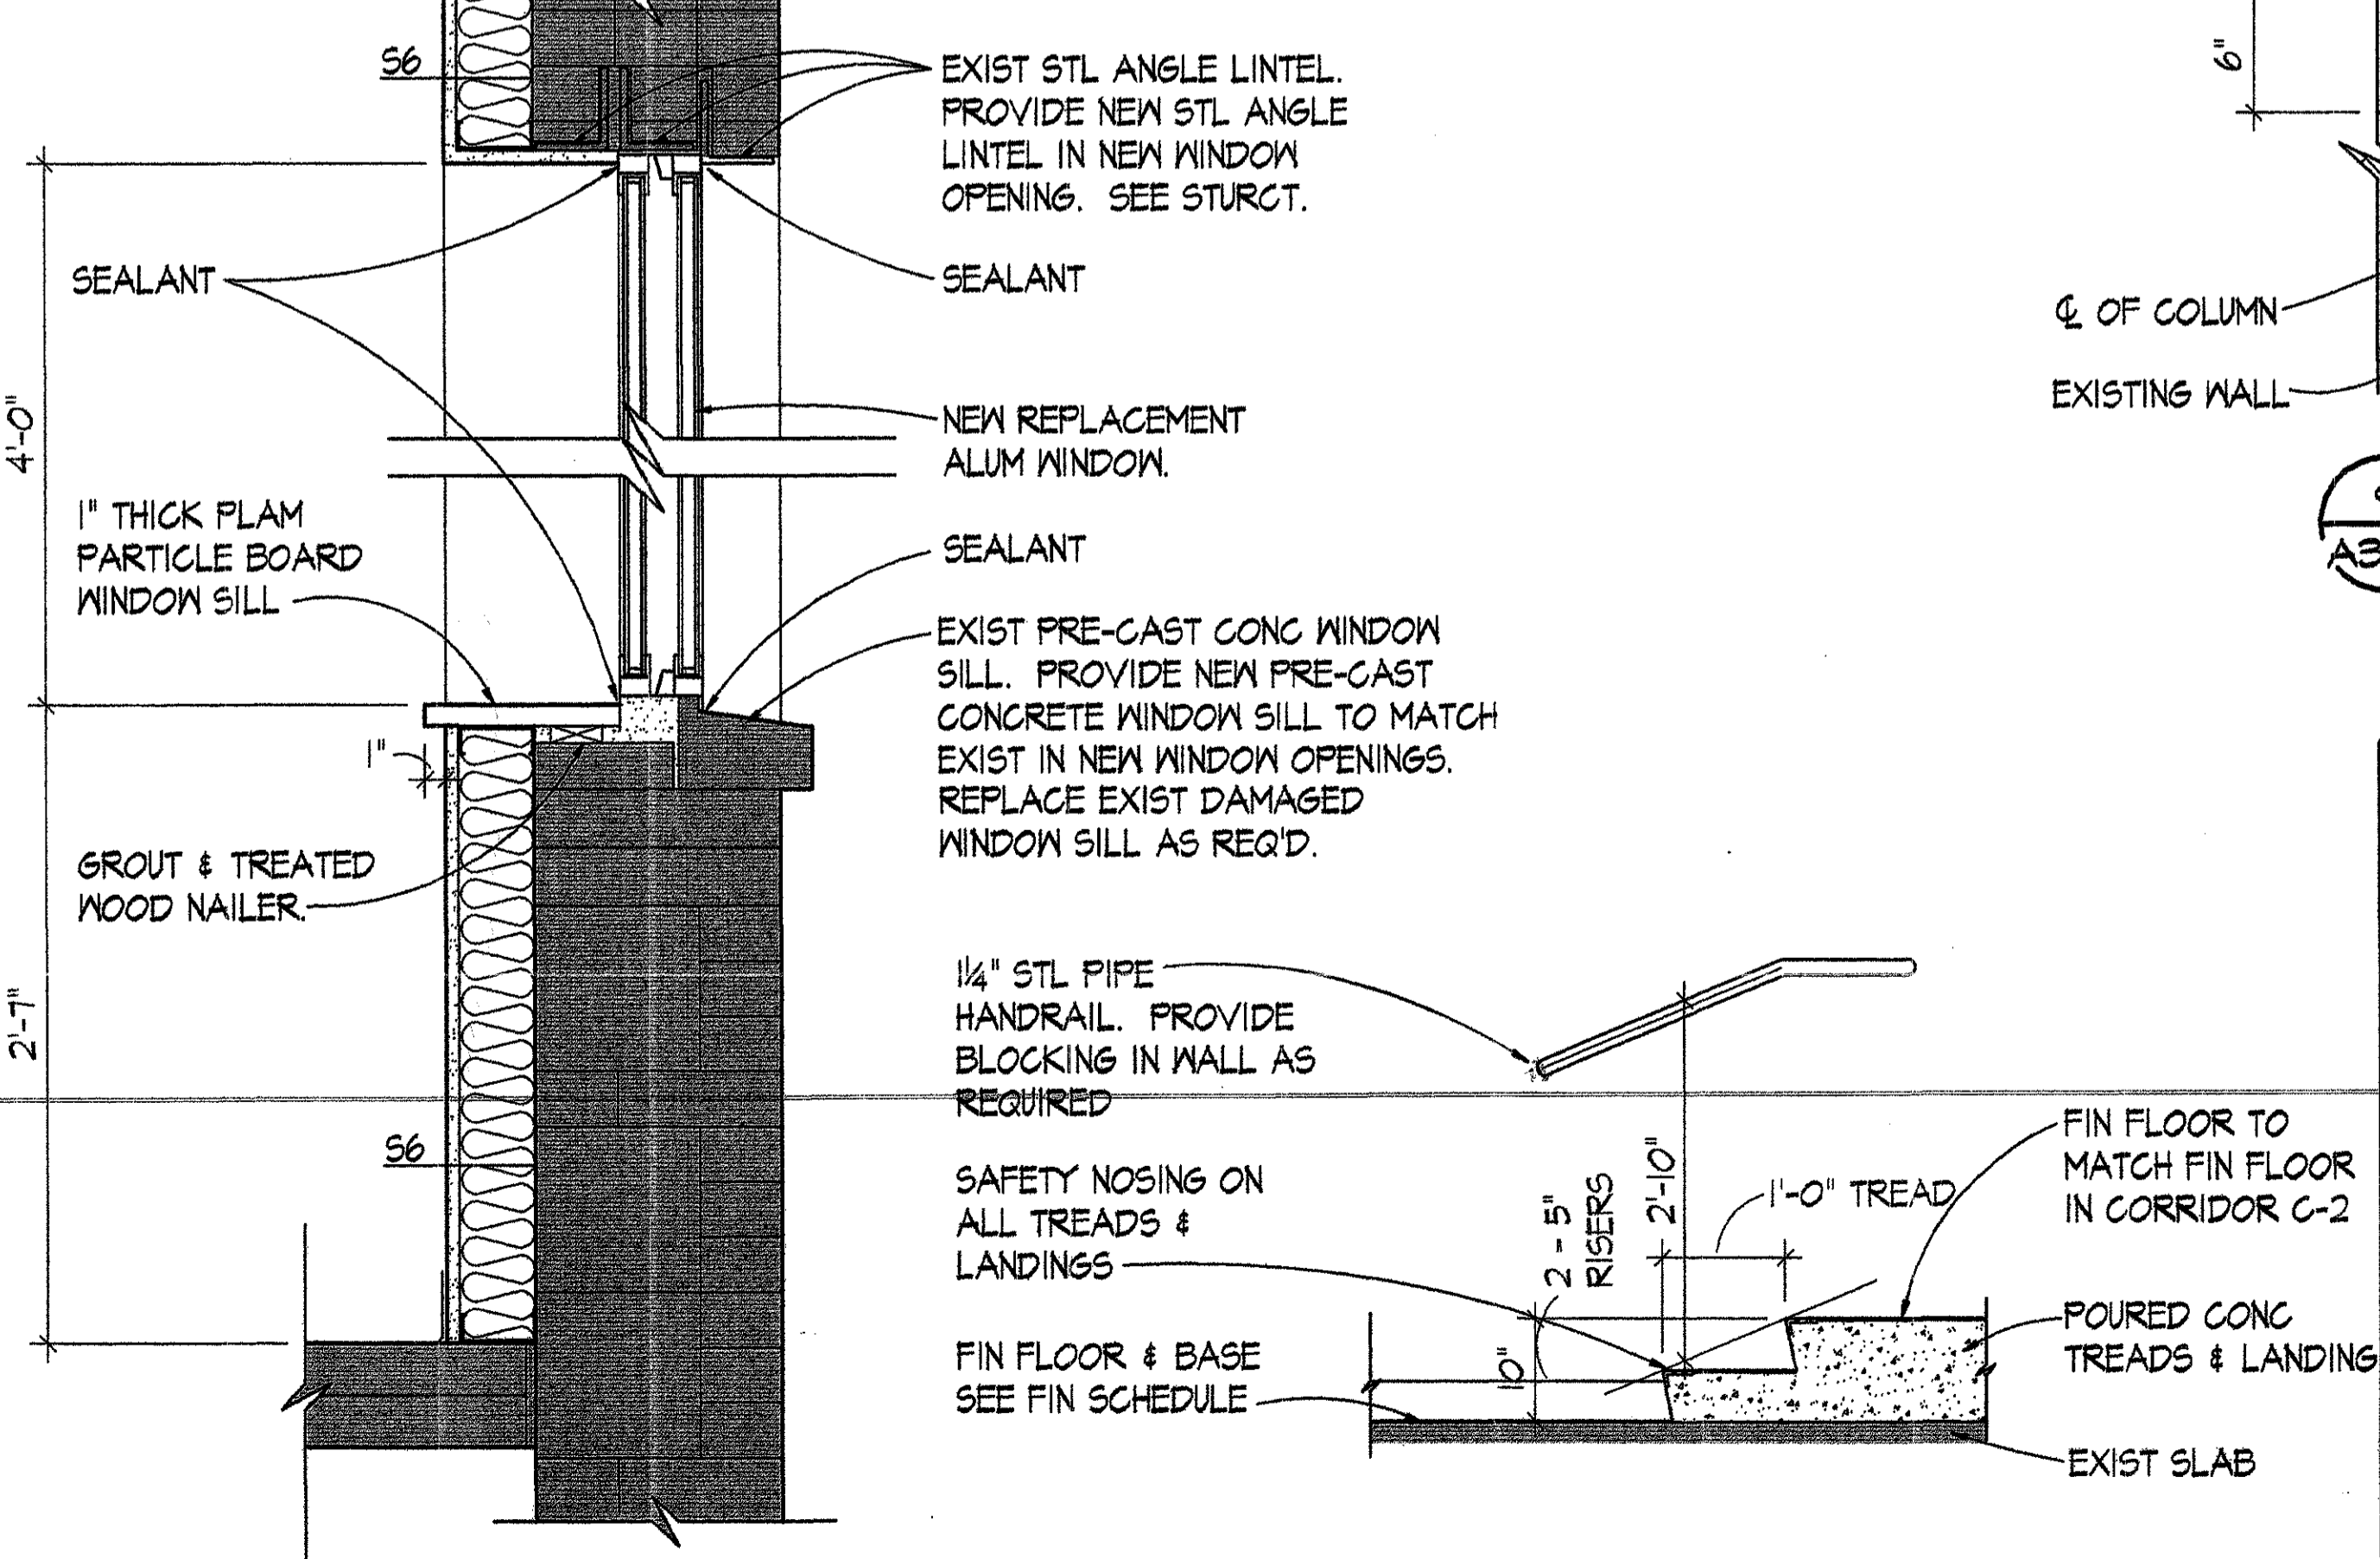 S6
EXIST STL ANGLE LINTEL.
PROVIDE NEW STL ANGLE
LINTEL IN NEW WINDOW
OPENING. SEE STURCT.
SEALANT
SEALANT
4'-0"
NEW REPLACEMENT
ALUM WINDOW.
1" THICK PLAM
PARTICLE BOARD
WINDOW SILL
SEALANT
EXIST PRE-CAST CONC WINDOW
SILL. PROVIDE NEW PRE-CAST
CONCRETE WINDOW SILL TO MATCH
EXIST IN NEW WINDOW OPENINGS.
REPLACE EXIST DAMAGED
WINDOW SILL AS REQ'D.
1"
GROUT & TREATED
WOOD NAILER.
2'-7"
S6
6"
℄ OF COLUMN
EXISTING WALL
A3
1¼" STL PIPE
HANDRAIL. PROVIDE
BLOCKING IN WALL AS
REQUIRED
SAFETY NOSING ON
ALL TREADS &
LANDINGS
FIN FLOOR & BASE
SEE FIN SCHEDULE
2 - 5"
RISERS
2'-10"
1'-0" TREAD
10"
FIN FLOOR TO
MATCH FIN FLOOR
IN CORRIDOR C-2
POURED CONC
TREADS & LANDING
EXIST SLAB